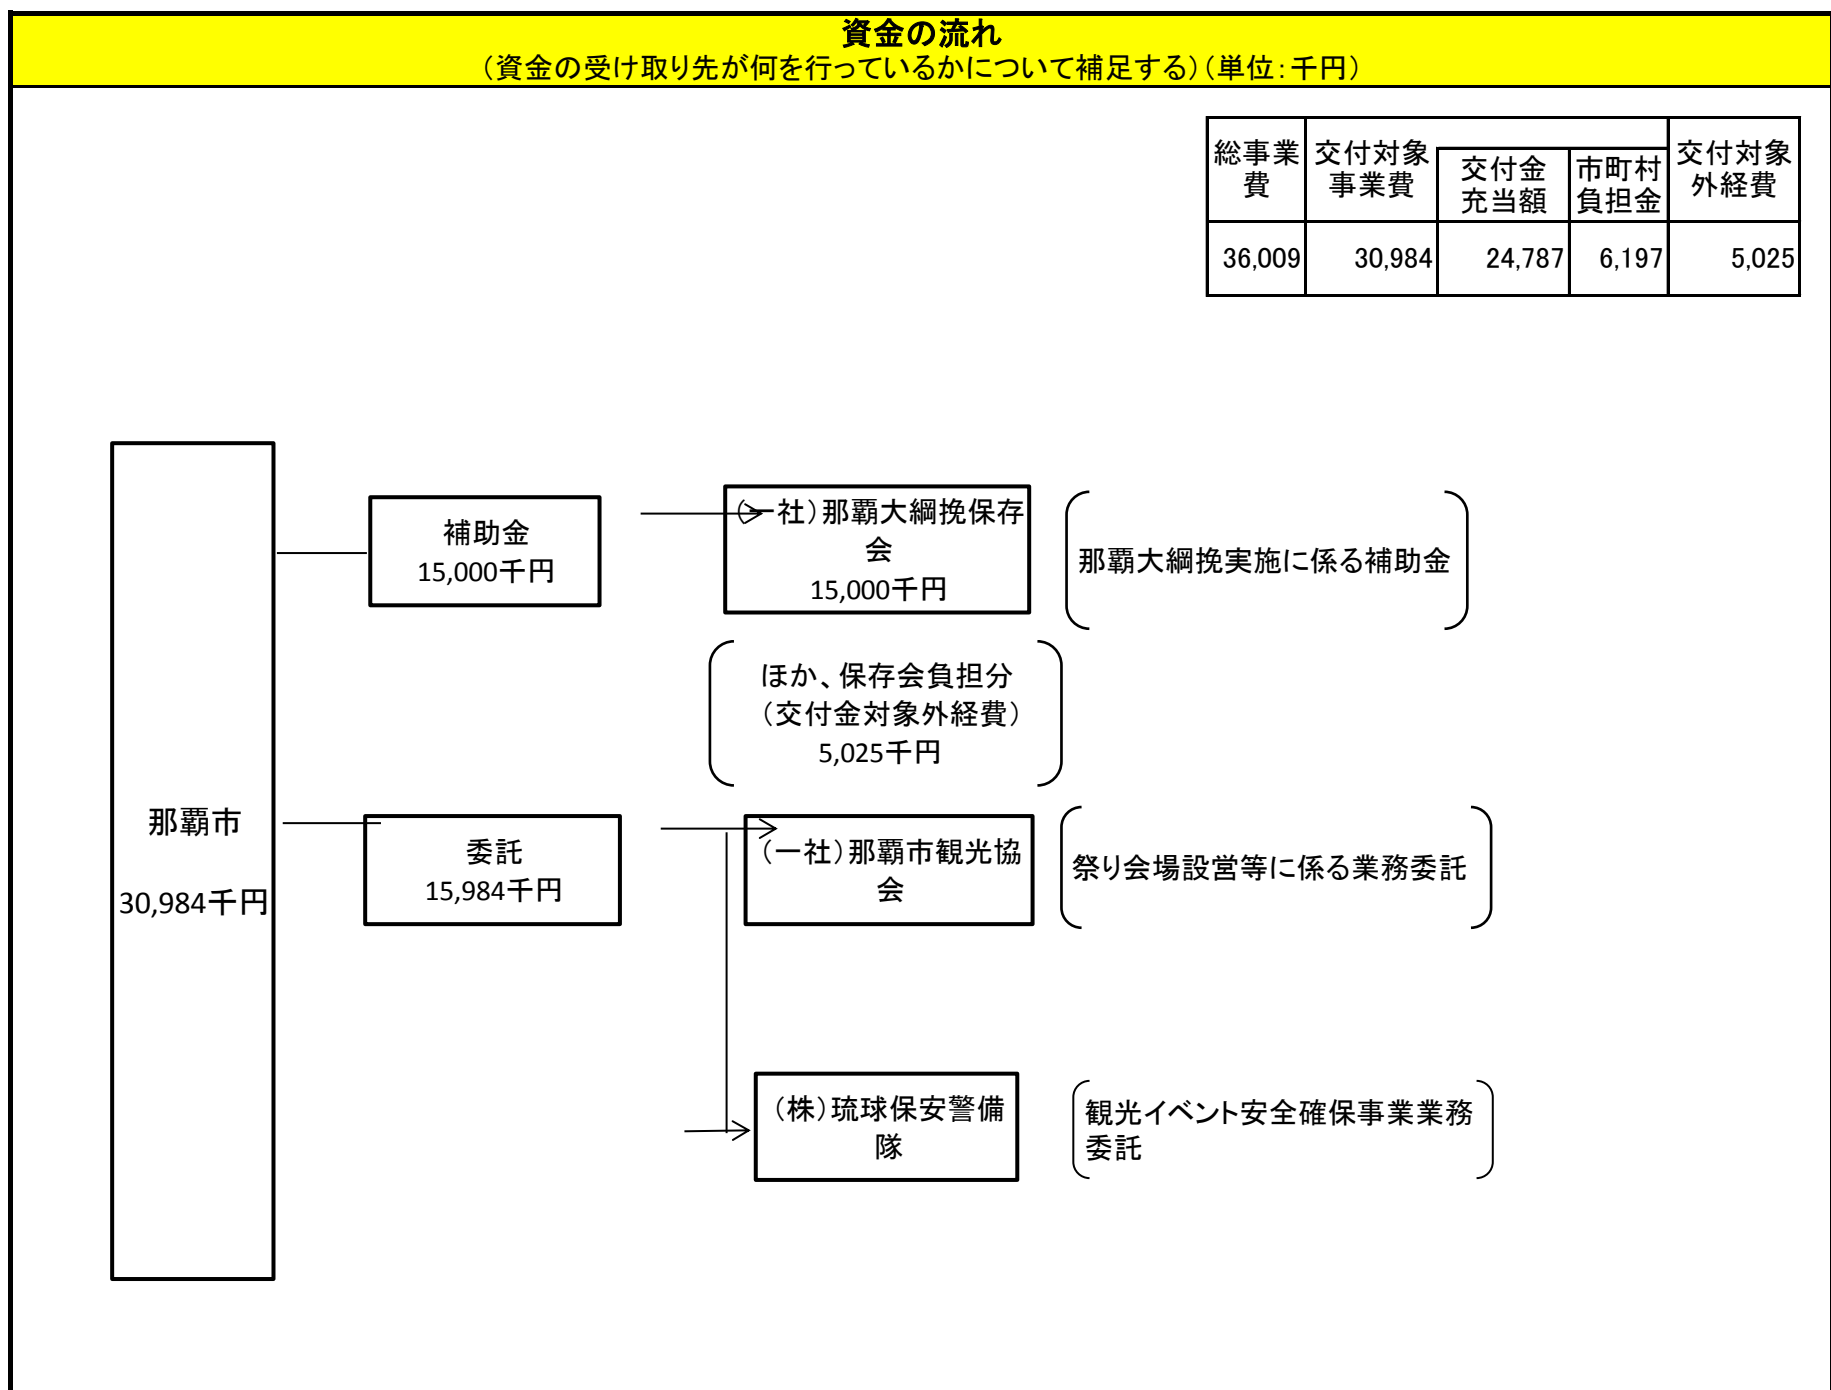 資金の流れ
（資金の受け取り先が何を行っているかについて補足する）（単位：千円）
総事業
費
交付対象
事業費
交付金
充当額
市町村
負担金
交付対象
外経費
36,009
30,984
24,787
6,197
5,025
補助金
15,000千円
（一社）那覇大綱挽保存
会
15,000千円
那覇大綱挽実施に係る補助金
ほか、保存会負担分
（交付金対象外経費）
5,025千円
那覇市
30,984千円
委託
15,984千円
（一社）那覇市観光協
会
祭り会場設営等に係る業務委託
（株）琉球保安警備
隊
観光イベント安全確保事業業務
委託